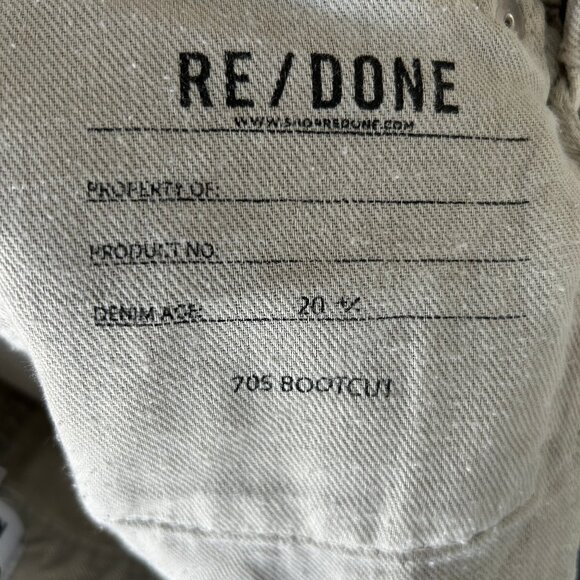 RE/DONE
WWW.SHOPREDONE.COM
PROPERTY OF:
PRODUCT NO:
DENIM AGE: 20 +/-
70S BOOTCUT